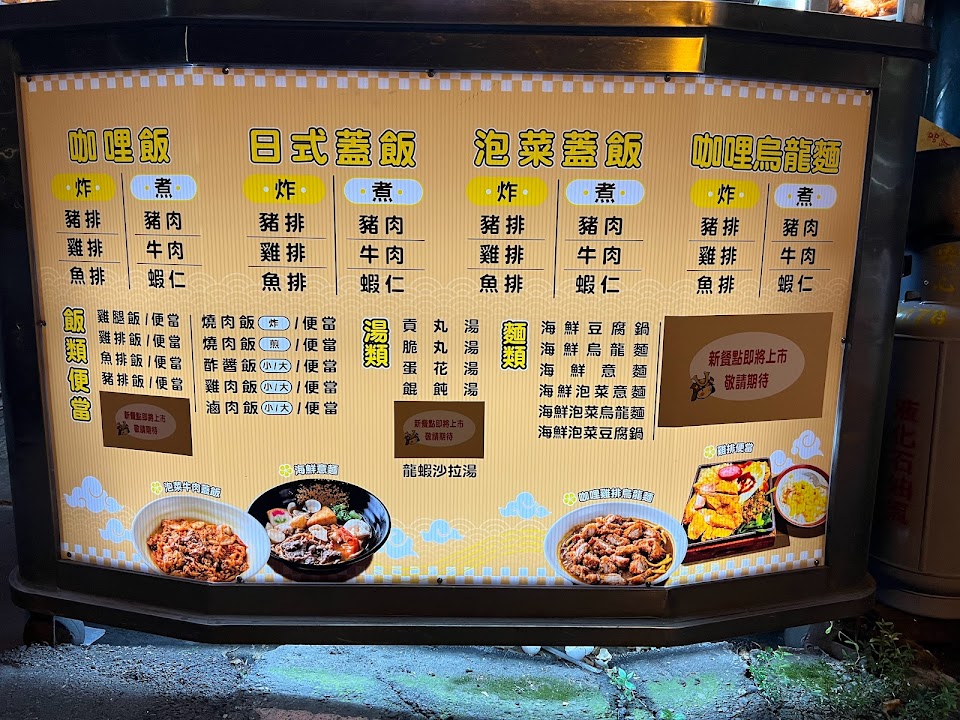 咖哩飯
炸 煮
豬排 豬肉
雞排 牛肉
魚排 蝦仁
日式蓋飯
炸 煮
豬排 豬肉
雞排 牛肉
魚排 蝦仁
泡菜蓋飯
炸 煮
豬排 豬肉
雞排 牛肉
魚排 蝦仁
咖哩烏龍麵
炸 煮
豬排 豬肉
雞排 牛肉
魚排 蝦仁
飯類便當
雞腿飯/便當
雞排飯/便當
魚排飯/便當
豬排飯/便當
新餐點即將上市
敬請期待
燒肉飯 炸 /便當
燒肉飯 煎 /便當
酢醬飯 小/大 /便當
雞肉飯 小/大 /便當
滷肉飯 小/大 /便當
湯類
貢丸湯
脆丸湯
蛋花湯
餛飩湯
新餐點即將上市
敬請期待
龍蝦沙拉湯
麵類
海鮮豆腐鍋
海鮮烏龍麵
海鮮意麵
海鮮泡菜意麵
海鮮泡菜烏龍麵
海鮮泡菜豆腐鍋
新餐點即將上市
敬請期待
泡菜牛肉蓋飯
海鮮意麵
咖哩雞排烏龍麵
雞排便當